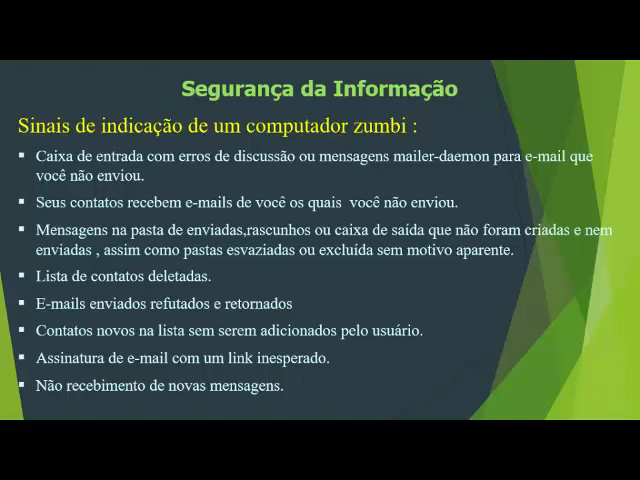 Segurança da Informação
Sinais de indicação de um computador zumbi :
▪ Caixa de entrada com erros de discussão ou mensagens mailer-daemon para e-mail que
você não enviou.
▪ Seus contatos recebem e-mails de você os quais você não enviou.
▪ Mensagens na pasta de enviadas,rascunhos ou caixa de saída que não foram criadas e nem
enviadas , assim como pastas esvaziadas ou excluída sem motivo aparente.
▪ Lista de contatos deletadas.
▪ E-mails enviados refutados e retornados
▪ Contatos novos na lista sem serem adicionados pelo usuário.
▪ Assinatura de e-mail com um link inesperado.
▪ Não recebimento de novas mensagens.